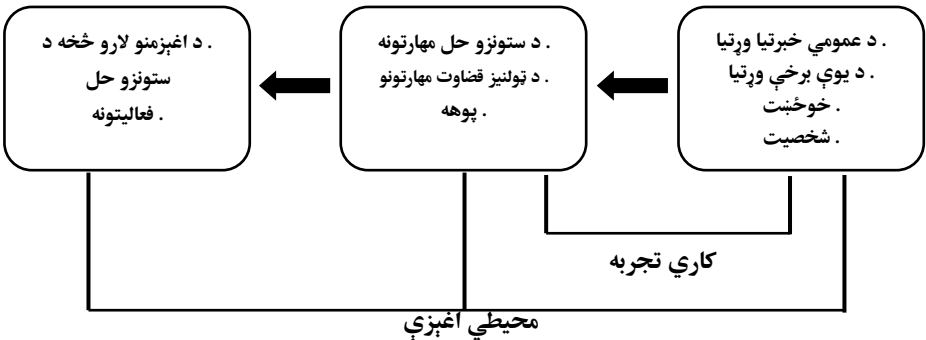 . د عمومي خبرتيا وړتيا
. د يوې برخې وړتيا
. خوځښت
. شخصيت
. د ستونزو حل مهارتونه
. د ټولنيز قضاوت مهارتونو
. پوهه
. د اغېزمنو لارو څخه د
ستونزو حل
. فعاليتونه
کاري تجربه
محيطي اغېزې